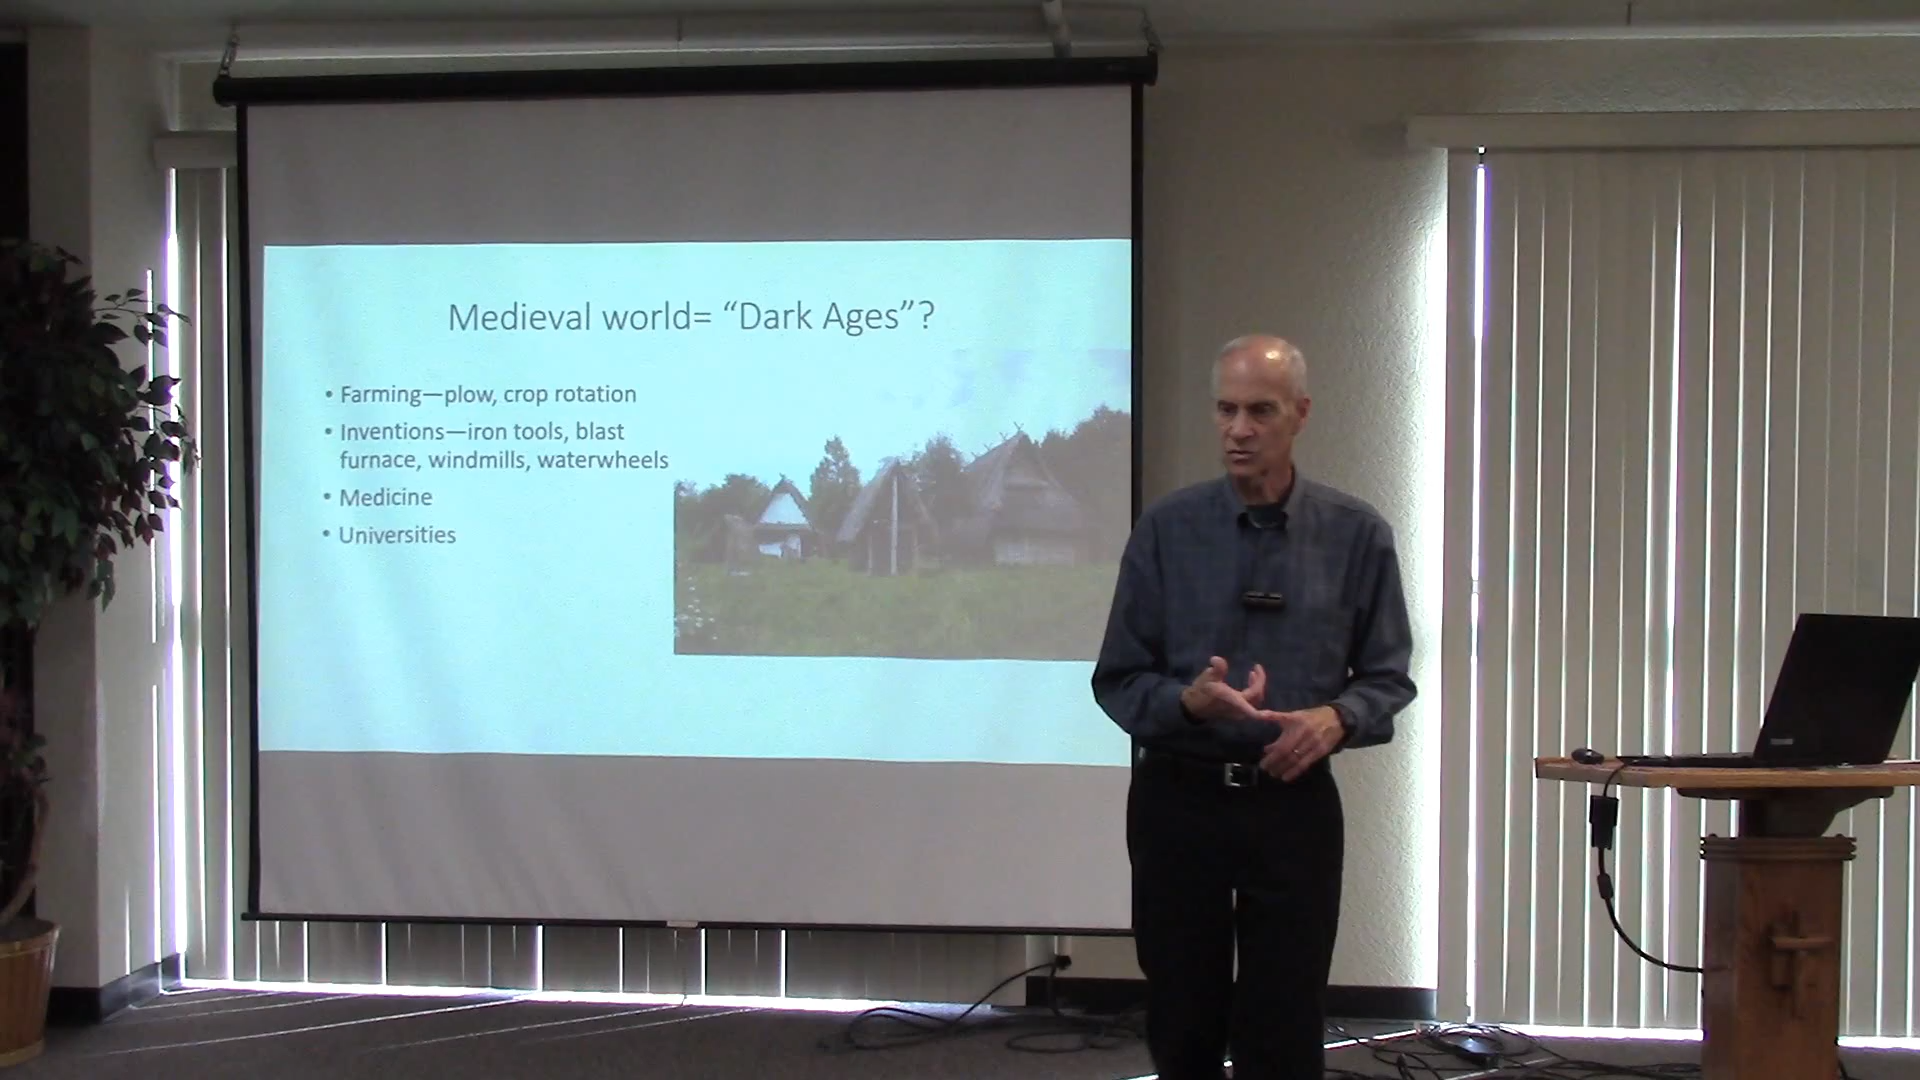 Medieval world= “Dark Ages”?
• Farming—plow, crop rotation
• Inventions—iron tools, blast
furnace, windmills, waterwheels
• Medicine
• Universities